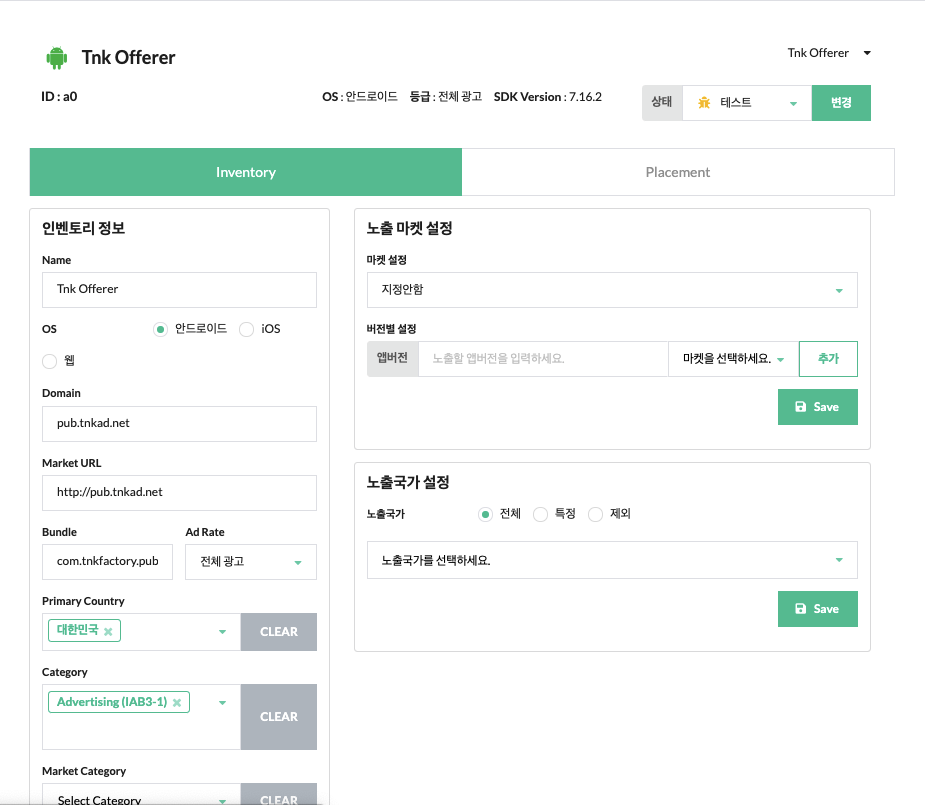 Tnk Offerer
Tnk Offerer
ID : a0
OS : 안드로이드 등급 : 전체 광고 SDK Version : 7.16.2
상태 테스트 변경
Inventory Placement
인벤토리 정보
Name
Tnk Offerer
OS 안드로이드 iOS
웹
Domain
pub.tnkad.net
Market URL
http://pub.tnkad.net
Bundle Ad Rate
com.tnkfactory.pub 전체 광고
Primary Country
대한민국 CLEAR
Category
Advertising (IAB3-1) CLEAR
Market Category
Select Category CLEAR
노출 마켓 설정
마켓 설정
지정안함
버전별 설정
앱버전 노출할 앱버전을 입력하세요. 마켓을 선택하세요. 추가
Save
노출국가 설정
노출국가 전체 특정 제외
노출국가를 선택하세요.
Save